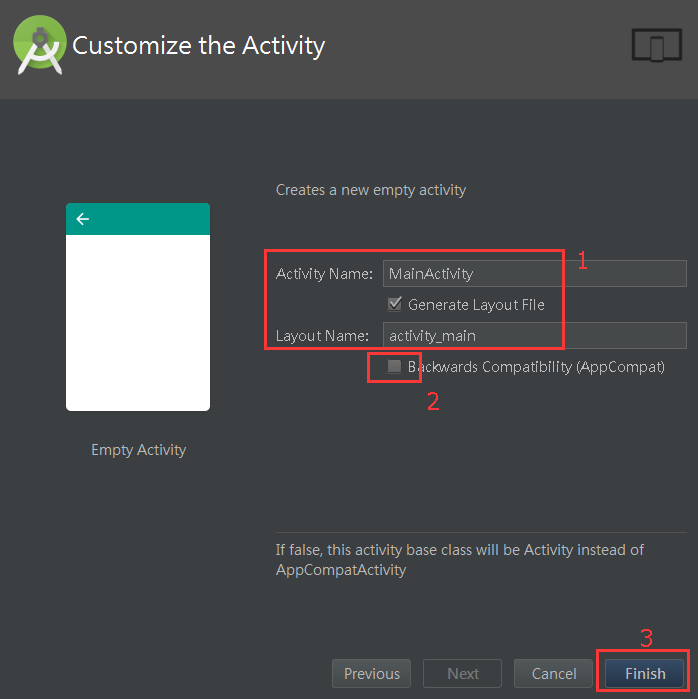 Customize the Activity
Creates a new empty activity
1
Activity Name: MainActivity
Generate Layout File
Layout Name: activity_main
Backwards Compatibility (AppCompat)
2
Empty Activity
If false, this activity base class will be Activity instead of
AppCompatActivity
3
Previous Next Cancel Finish